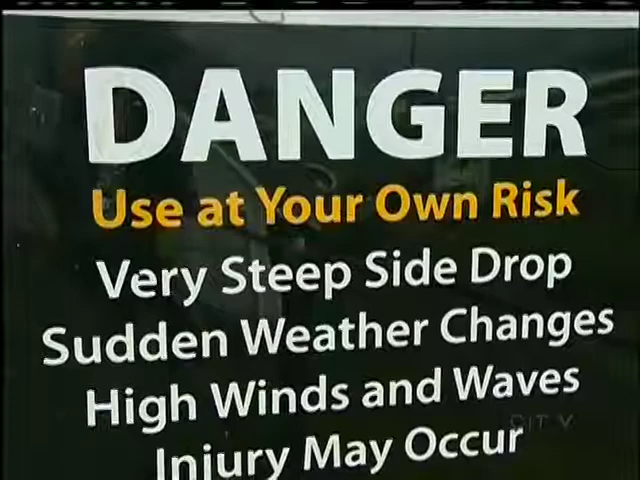 DANGER
Use at Your Own Risk
Very Steep Side Drop
Sudden Weather Changes
High Winds and Waves
Injury May Occur
CITV